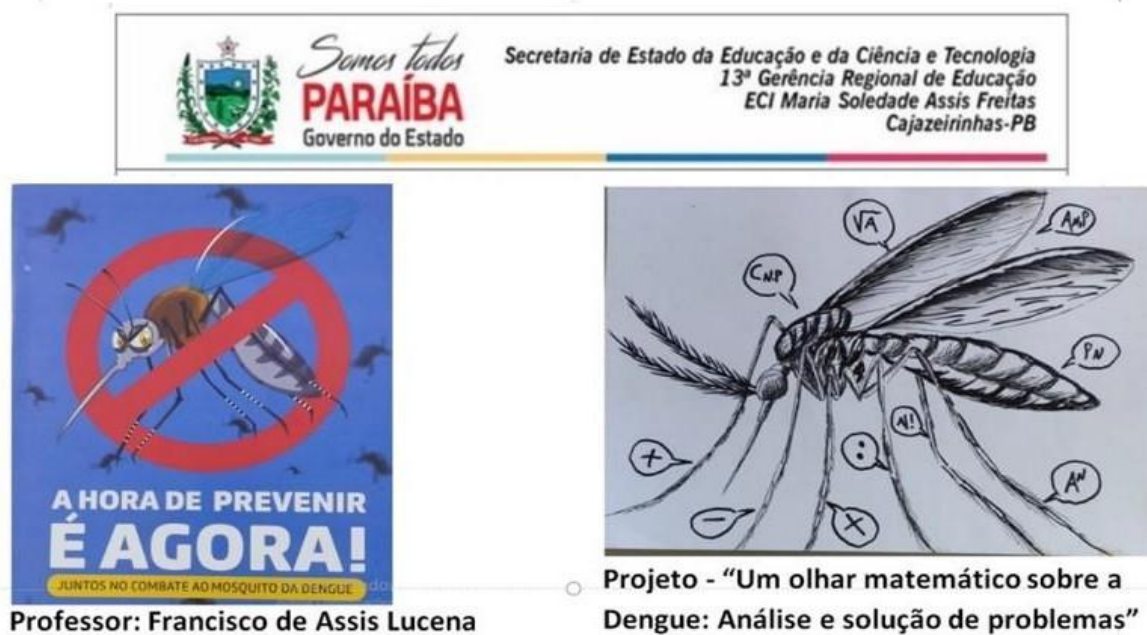 Somos todos
PARAÍBA
Governo do Estado
Secretaria de Estado da Educação e da Ciência e Tecnologia
13ª Gerência Regional de Educação
ECI Maria Soledade Assis Freitas
Cajazeirinhas-PB
A HORA DE PREVENIR
É AGORA!
JUNTOS NO COMBATE AO MOSQUITO DA DENGUE
Professor: Francisco de Assis Lucena
√A
C N,P
PN
N!
Aᴺ
+
-
X
:
Projeto - “Um olhar matemático sobre a
Dengue: Análise e solução de problemas”